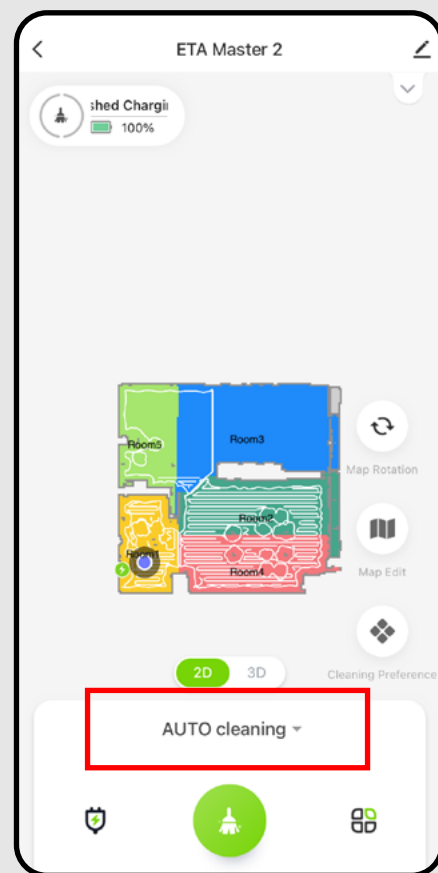 ETA Master 2
shed Chargi
100%
Room5
Room3
Map Rotation
Room2
Room1
Room4
Map Edit
2D 3D
Cleaning Preference
AUTO cleaning